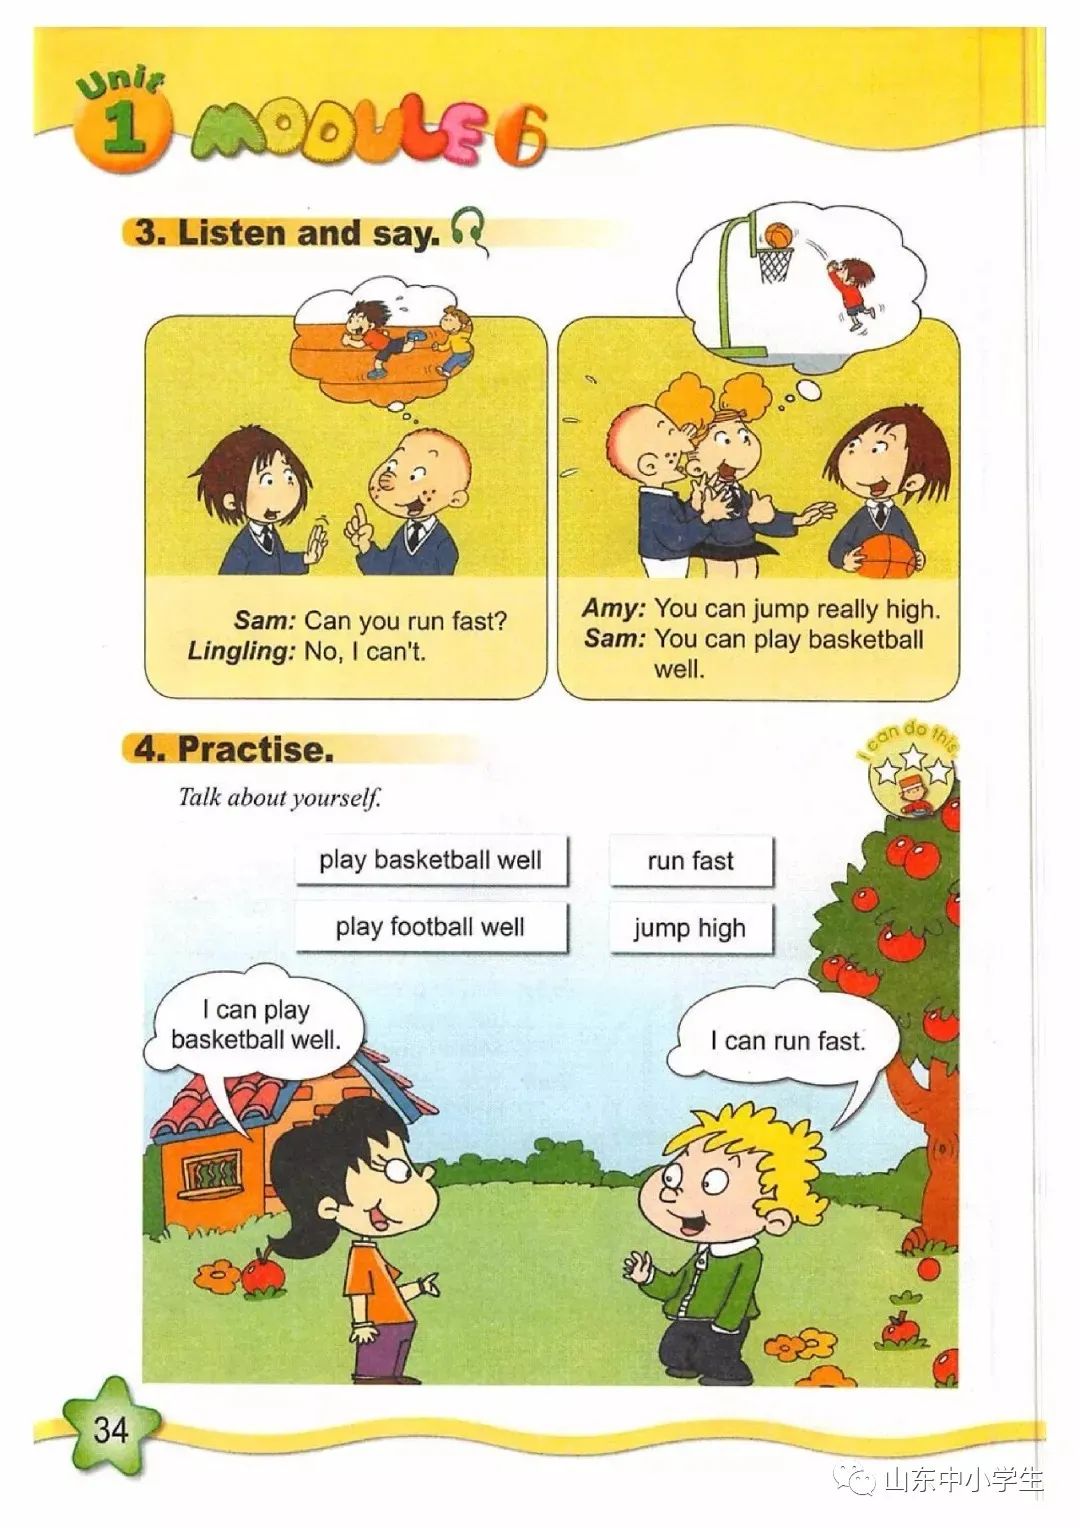 Unit
1 MODULE 6
3. Listen and say.
Sam: Can you run fast?
Lingling: No, I can't.
Amy: You can jump really high.
Sam: You can play basketball
well.
4. Practise.
I can do this.
Talk about yourself.
play basketball well
run fast
play football well
jump high
I can play
basketball well.
I can run fast.
34
山东中小学生